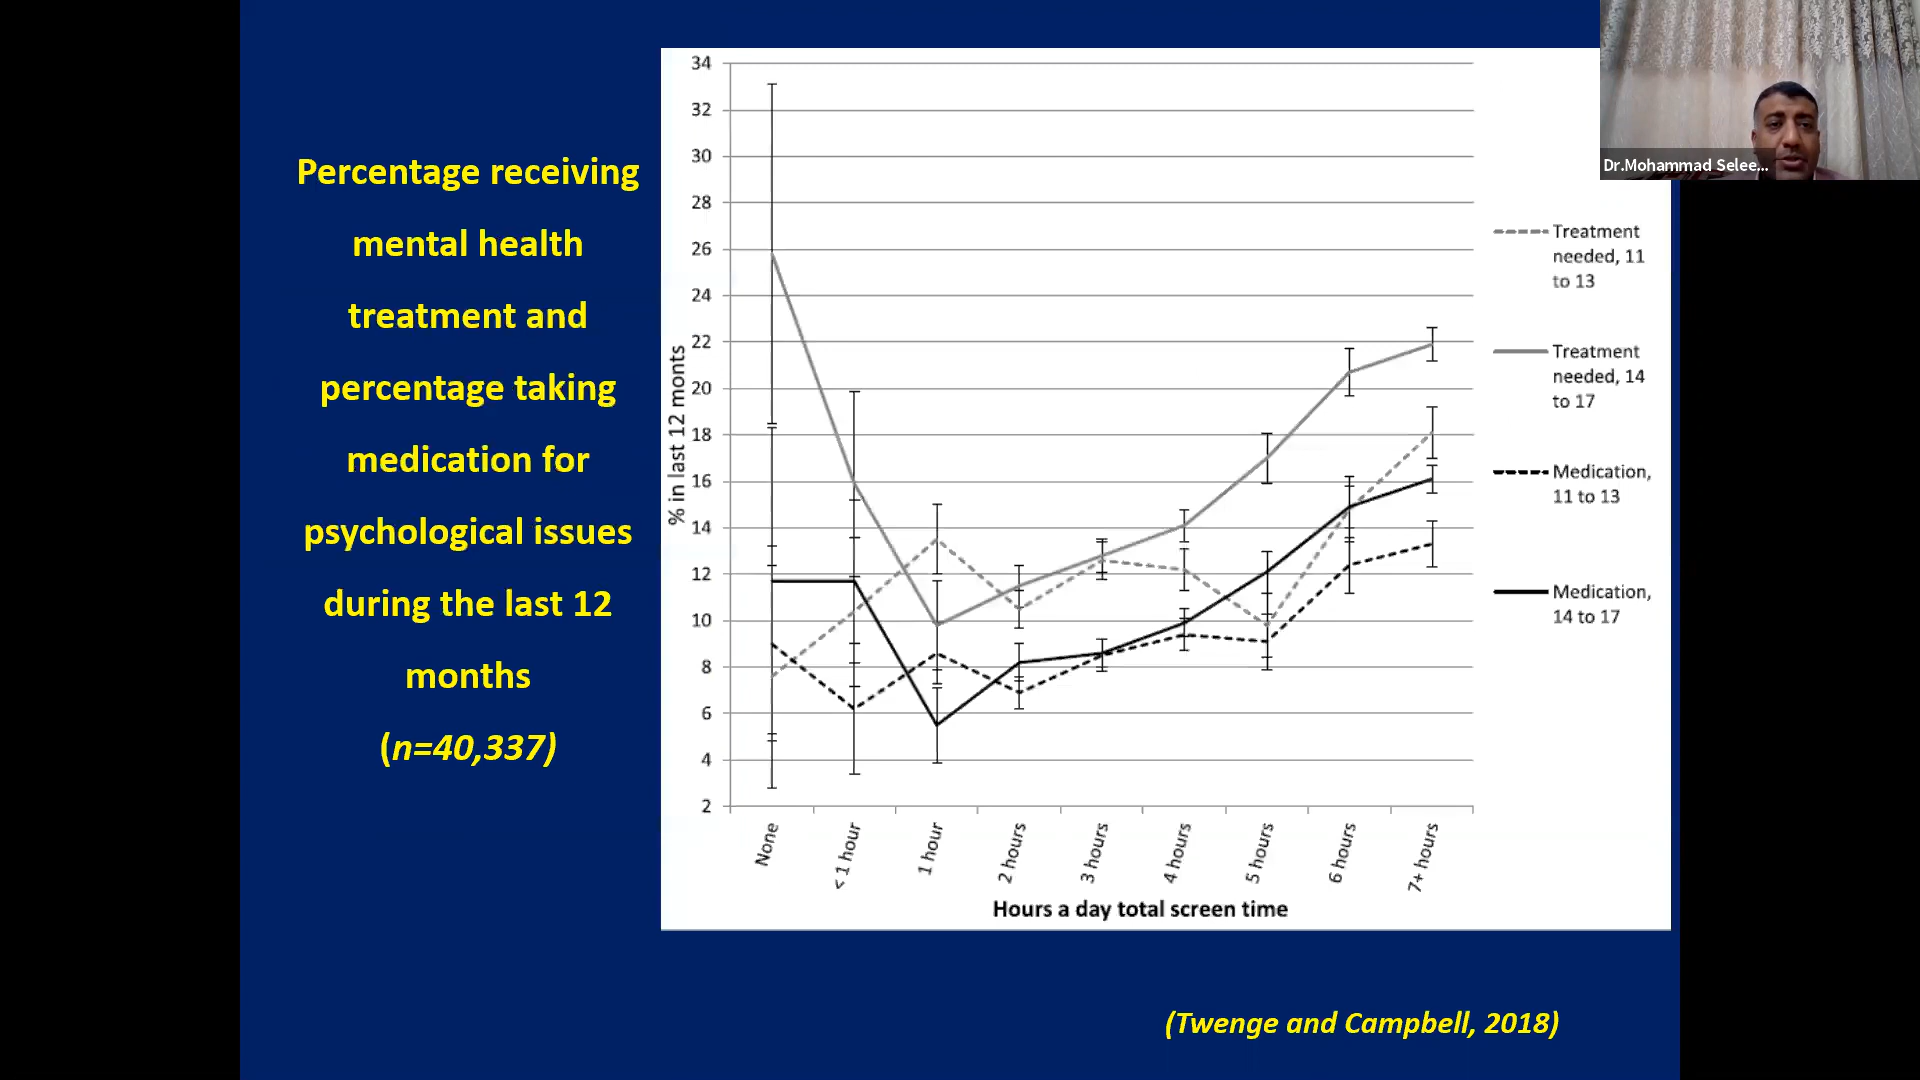 Percentage receiving
mental health
treatment and
percentage taking
medication for
psychological issues
during the last 12
months
(n=40,337)
34
32
30
28
26
24
22
20
18
16
14
12
10
8
6
4
2
% in last 12 monts
None
< 1 hour
1 hour
2 hours
3 hours
4 hours
5 hours
6 hours
7+ hours
Hours a day total screen time
Treatment
needed, 11
to 13
Treatment
needed, 14
to 17
Medication,
11 to 13
Medication,
14 to 17
Dr.Mohammad Selee...
(Twenge and Campbell, 2018)